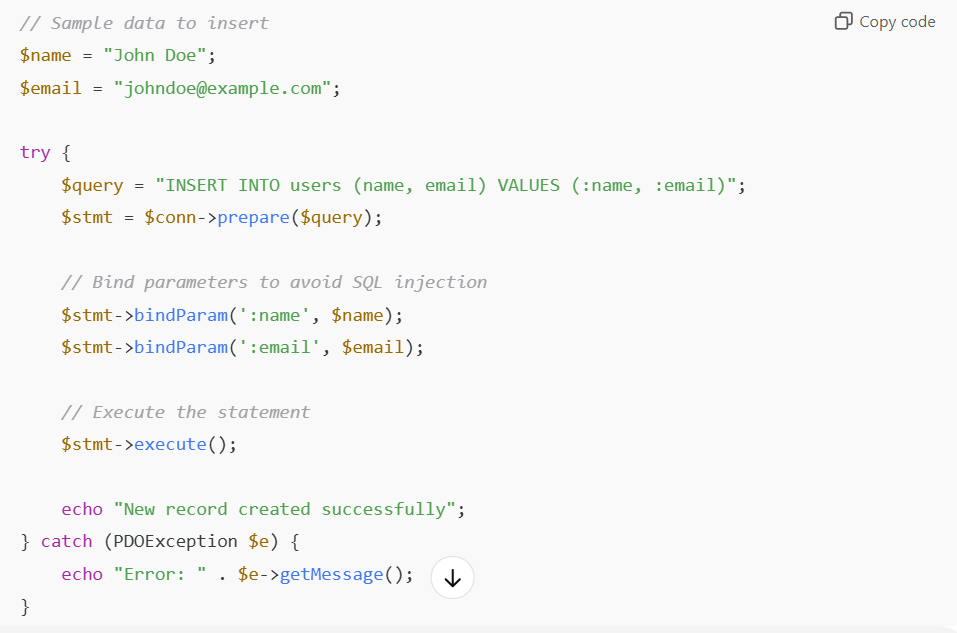 // Sample data to insert
Copy code
$name = "John Doe";
$email = "johndoe@example.com";
try {
$query = "INSERT INTO users (name, email) VALUES (:name, :email)";
$stmt = $conn->prepare($query);
// Bind parameters to avoid SQL injection
$stmt->bindParam(':name', $name);
$stmt->bindParam(':email', $email);
// Execute the statement
$stmt->execute();
echo "New record created successfully";
} catch (PDOException $e) {
echo "Error: " . $e->getMessage();
}